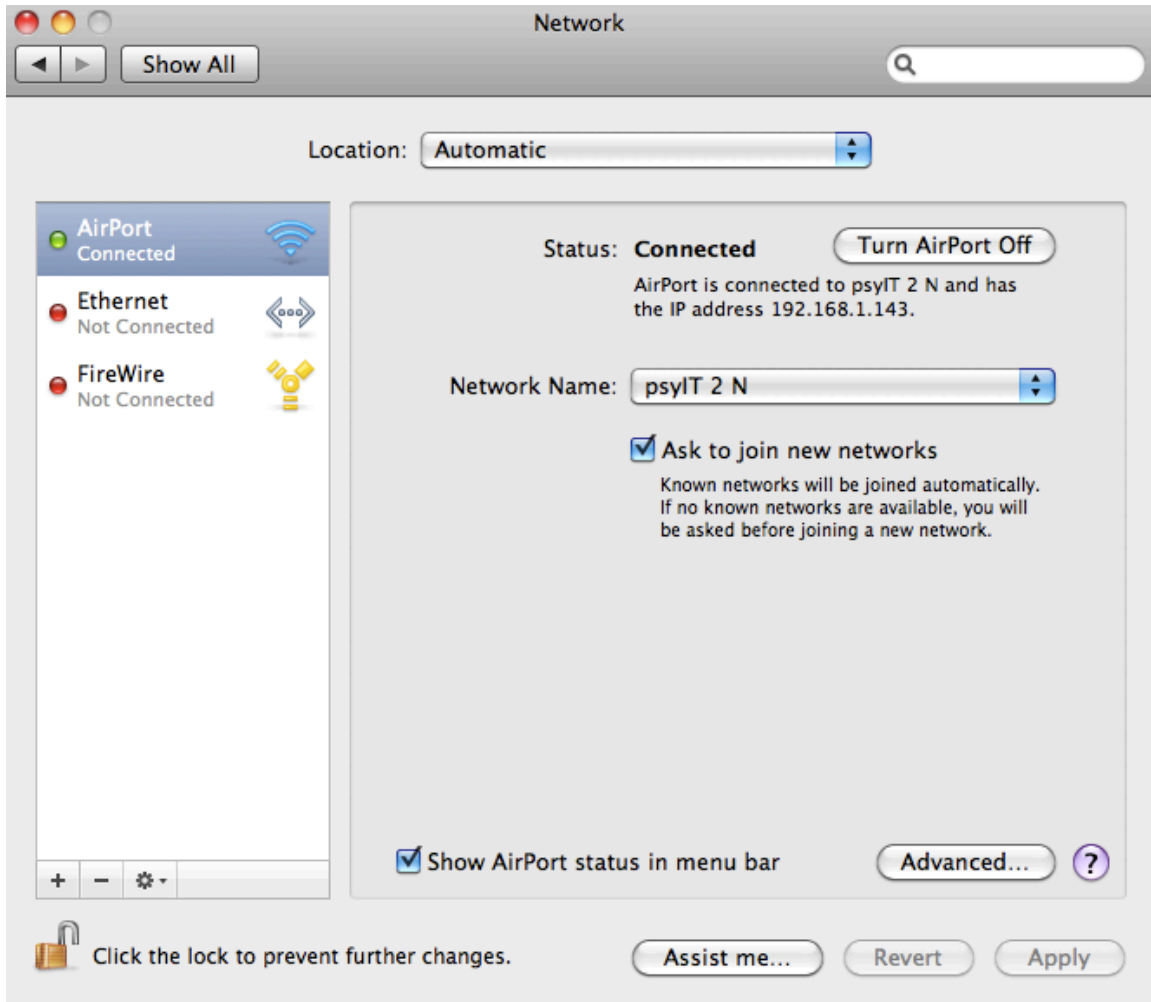 Network
Show All
Location: Automatic
AirPort
Connected
Ethernet
Not Connected
FireWire
Not Connected
Status: Connected
Turn AirPort Off
AirPort is connected to psyIT 2 N and has
the IP address 192.168.1.143.
Network Name: psyIT 2 N
Ask to join new networks
Known networks will be joined automatically.
If no known networks are available, you will
be asked before joining a new network.
Show AirPort status in menu bar
Advanced...
?
Click the lock to prevent further changes.
Assist me...
Revert
Apply